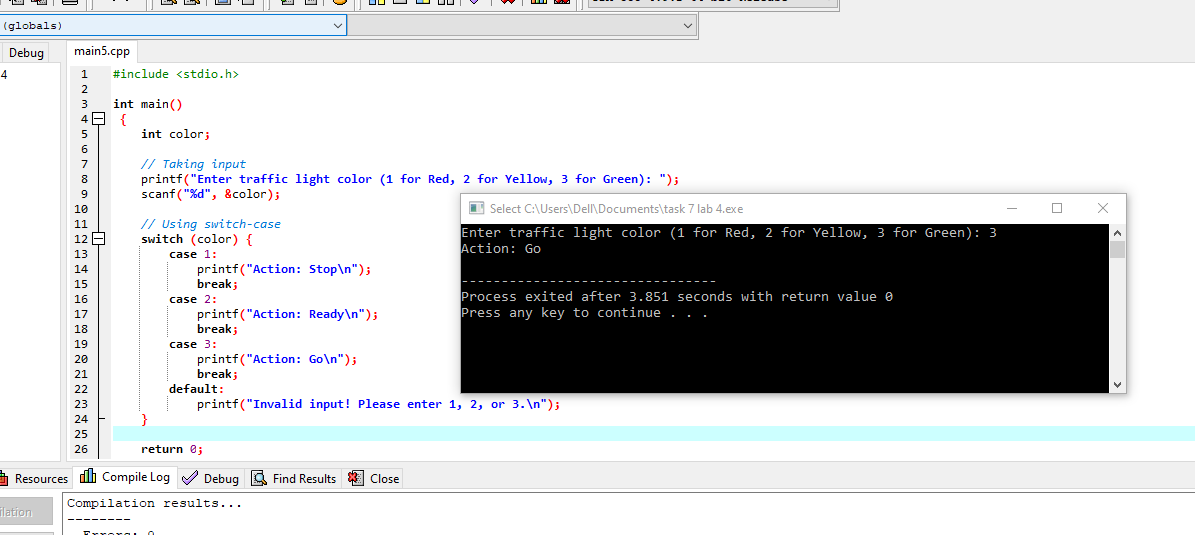 (globals)
Debug
main5.cpp
4
1 #include <stdio.h>
2
3 int main()
4 {
5 int color;
6
7 // Taking input
8 printf("Enter traffic light color (1 for Red, 2 for Yellow, 3 for Green): ");
9 scanf("%d", &color);
10
11 // Using switch-case
12 switch (color) {
13 case 1:
14 printf("Action: Stop\n");
15 break;
16 case 2:
17 printf("Action: Ready\n");
18 break;
19 case 3:
20 printf("Action: Go\n");
21 break;
22 default:
23 printf("Invalid input! Please enter 1, 2, or 3.\n");
24 }
25
26 return 0;
Select C:\Users\Dell\Documents\task 7 lab 4.exe
Enter traffic light color (1 for Red, 2 for Yellow, 3 for Green): 3
Action: Go
--------------------------------
Process exited after 3.851 seconds with return value 0
Press any key to continue . . .
Resources Compile Log Debug Find Results Close
Compilation results...
--------
- Errors: 0